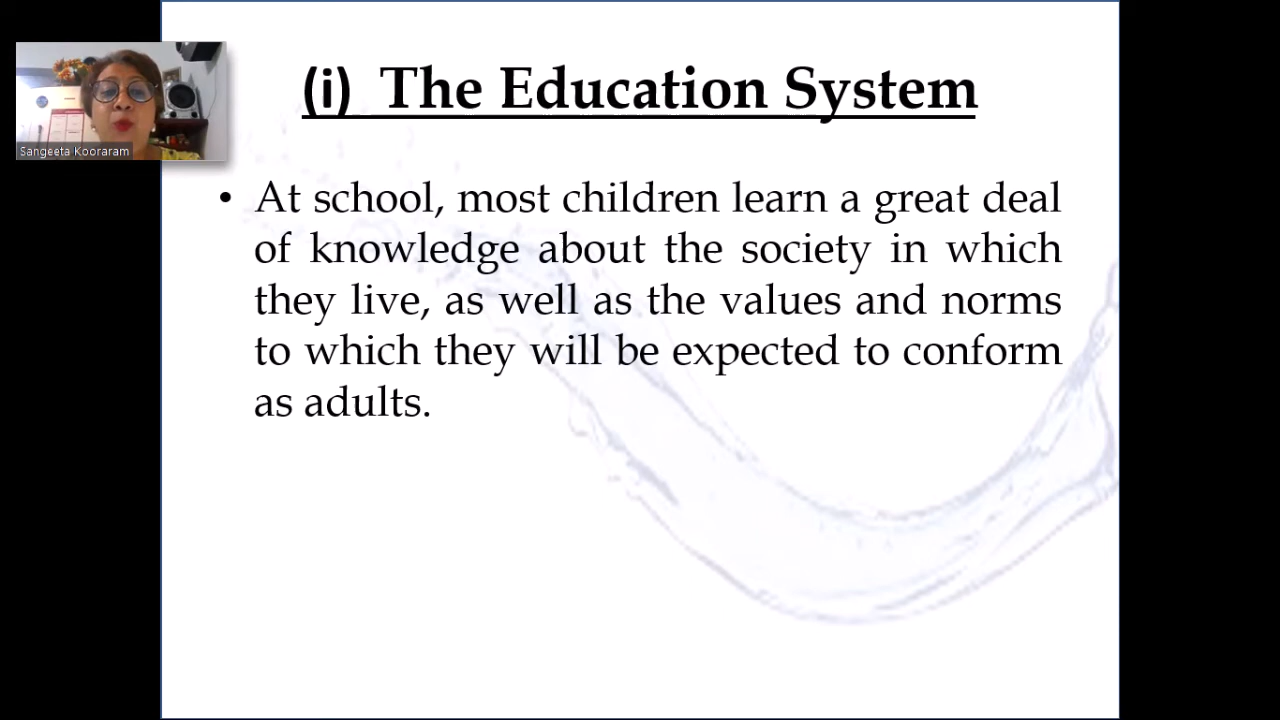 (i) The Education System
Sangeeta Kooraram
• At school, most children learn a great deal
of knowledge about the society in which
they live, as well as the values and norms
to which they will be expected to conform
as adults.